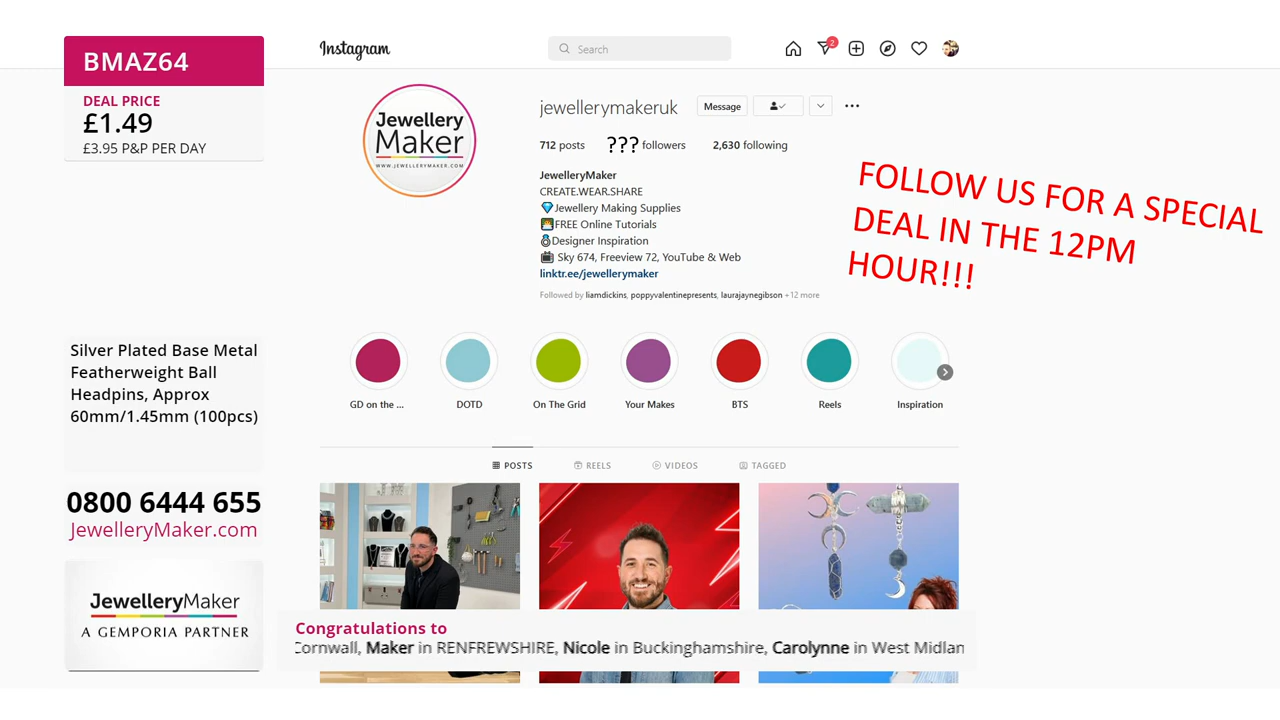 BMAZ64
DEAL PRICE
£1.49
£3.95 P&P PER DAY
Silver Plated Base Metal
Featherweight Ball
Headpins, Approx
60mm/1.45mm (100pcs)
0800 6444 655
JewelleryMaker.com
JewelleryMaker
A GEMPORIA PARTNER
Instagram
Search
2
Jewellery
Maker
WWW.JEWELLERYMAKER.COM
jewellerymakeruk
Message
712 posts ??? followers 2,630 following
JewelleryMaker
CREATE.WEAR.SHARE
💎Jewellery Making Supplies
FREE Online Tutorials
Designer Inspiration
Sky 674, Freeview 72, YouTube & Web
linktr.ee/jewellerymaker
Followed by liamdickins, poppyvalentinepresents, laurajaynegibson +12 more
FOLLOW US FOR A SPECIAL
DEAL IN THE 12PM
HOUR!!!
GD on the ... DOTD On The Grid Your Makes BTS Reels Inspiration
POSTS REELS VIDEOS TAGGED
Congratulations to
Cornwall, Maker in RENFREWSHIRE, Nicole in Buckinghamshire, Carolynne in West Midlan